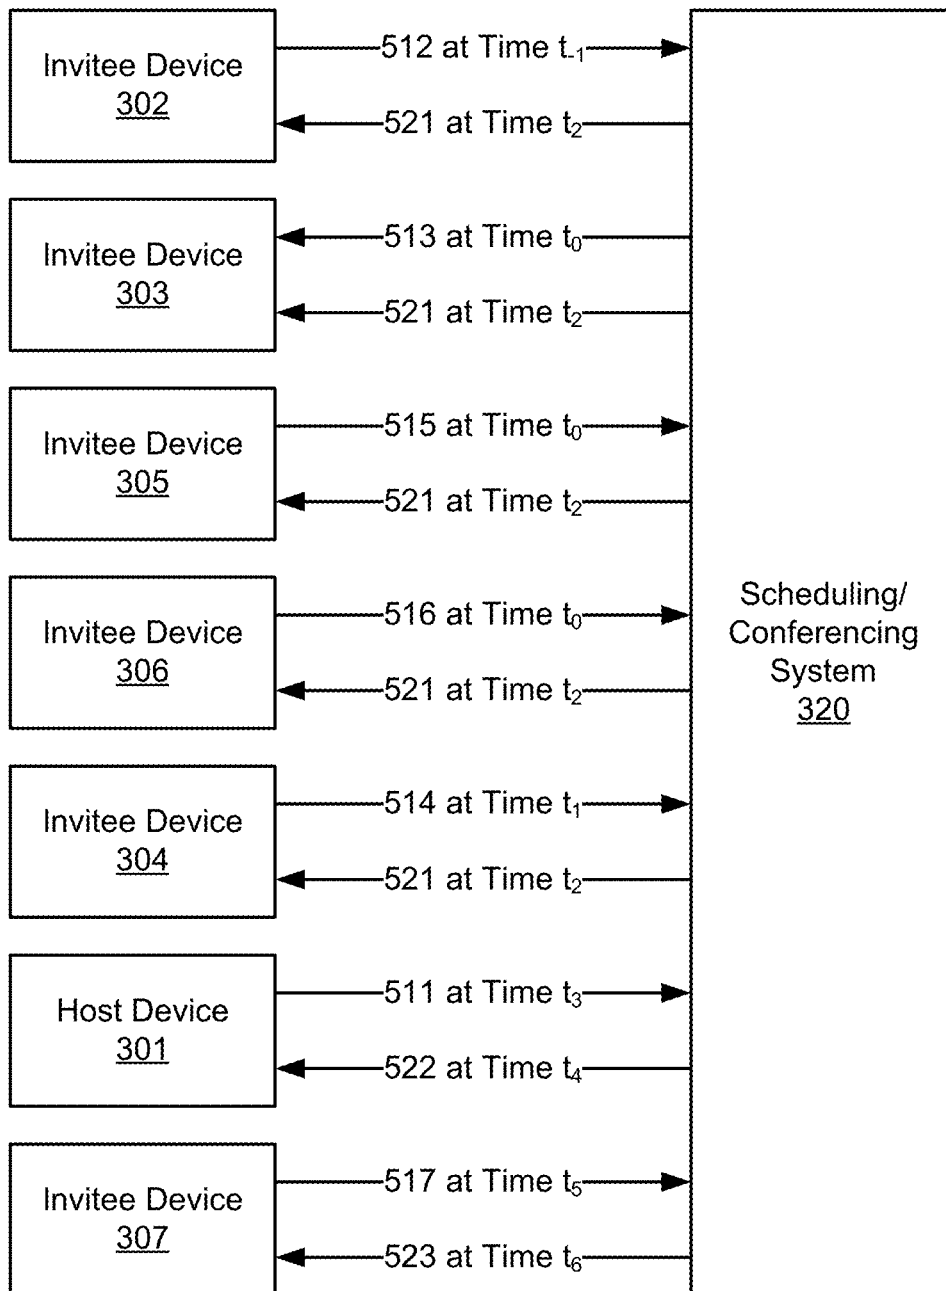 Invitee Device
302
512 at Time t₋₁
521 at Time t₂
Invitee Device
303
513 at Time t₀
521 at Time t₂
Invitee Device
305
515 at Time t₀
521 at Time t₂
Invitee Device
306
516 at Time t₀
521 at Time t₂
Scheduling/
Conferencing
System
320
Invitee Device
304
514 at Time t₁
521 at Time t₂
Host Device
301
511 at Time t₃
522 at Time t₄
Invitee Device
307
517 at Time t₅
523 at Time t₆